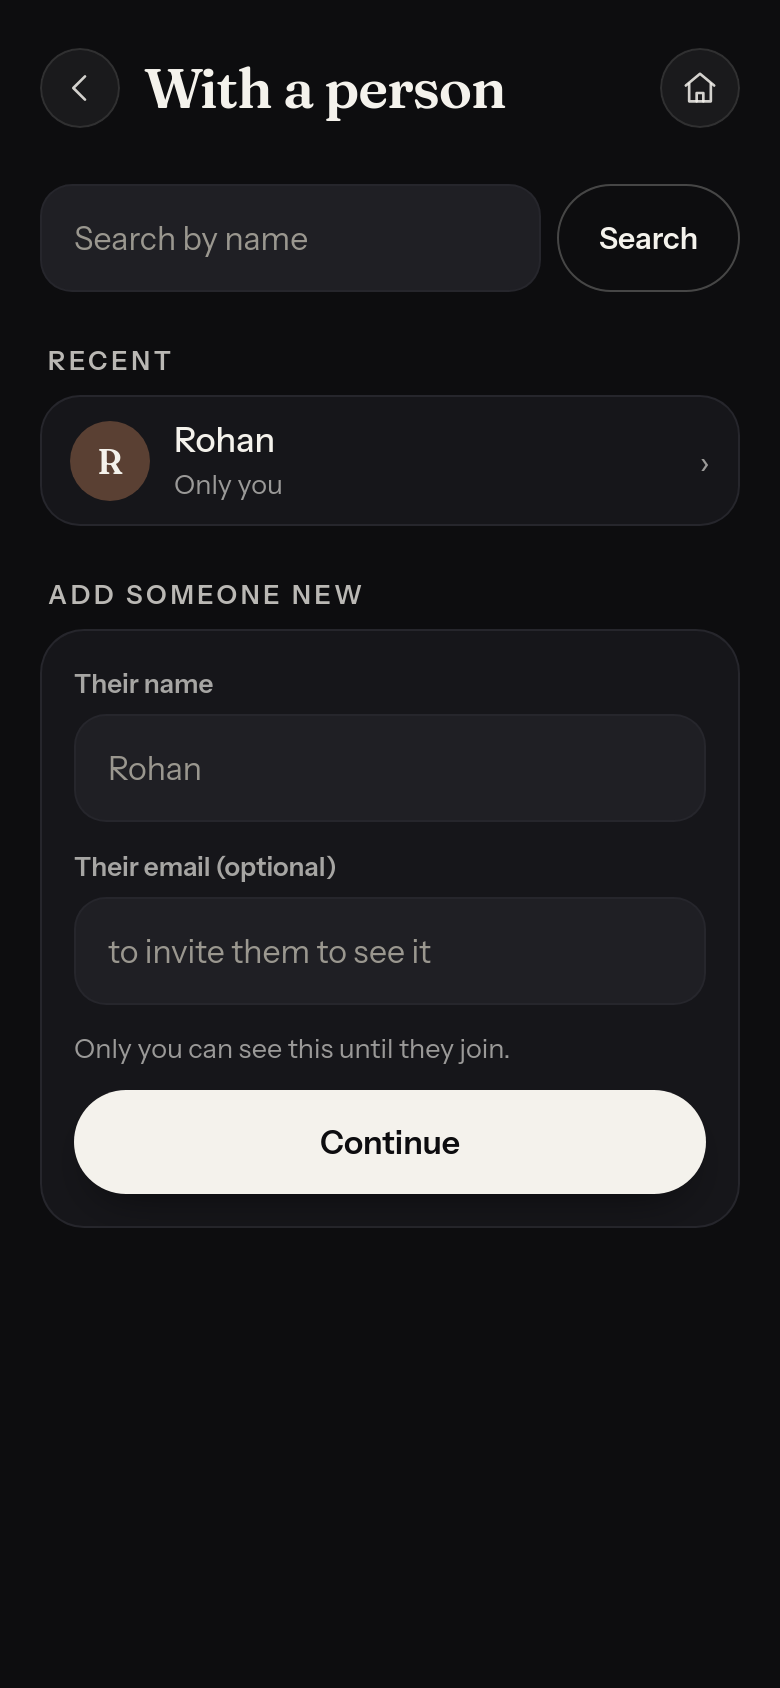 With a person
Search by name
Search
RECENT
R
Rohan
Only you
ADD SOMEONE NEW
Their name
Rohan
Their email (optional)
to invite them to see it
Only you can see this until they join.
Continue